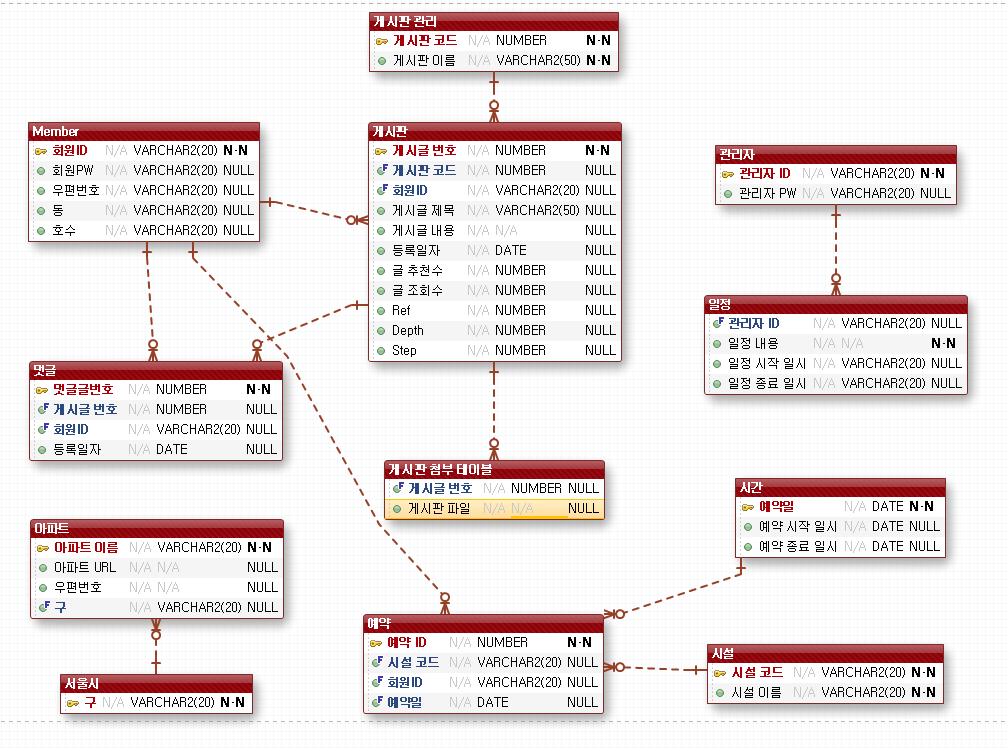 게시판 관리
게시판 코드 N/A NUMBER N-N
게시판 이름 N/A VARCHAR2(50) N-N
Member
회원ID N/A VARCHAR2(20) N-N
회원PW N/A VARCHAR2(20) NULL
우편번호 N/A VARCHAR2(20) NULL
동 N/A VARCHAR2(20) NULL
호수 N/A VARCHAR2(20) NULL
게시판
게시글 번호 N/A NUMBER N-N
게시판 코드 N/A NUMBER NULL
회원ID N/A VARCHAR2(20) NULL
게시글 제목 N/A VARCHAR2(50) NULL
게시글 내용 N/A N/A NULL
등록일자 N/A DATE NULL
글 추천수 N/A NUMBER NULL
글 조회수 N/A NUMBER NULL
Ref N/A NUMBER NULL
Depth N/A NUMBER NULL
Step N/A NUMBER NULL
관리자
관리자 ID N/A VARCHAR2(20) N-N
관리자 PW N/A VARCHAR2(20) NULL
일정
관리자 ID N/A VARCHAR2(20) NULL
일정 내용 N/A N/A N-N
일정 시작 일시 N/A VARCHAR2(20) NULL
일정 종료 일시 N/A VARCHAR2(20) NULL
댓글
댓글글번호 N/A NUMBER N-N
게시글 번호 N/A NUMBER NULL
회원ID N/A VARCHAR2(20) NULL
등록일자 N/A DATE NULL
게시판 첨부 테이블
게시글 번호 N/A NUMBER NULL
게시판 파일 N/A N/A NULL
시간
예약일 N/A DATE N-N
예약 시작 일시 N/A DATE NULL
예약 종료 일시 N/A DATE NULL
아파트
아파트 이름 N/A VARCHAR2(20) N-N
아파트 URL N/A N/A NULL
우편번호 N/A N/A NULL
구 N/A VARCHAR2(20) NULL
예약
예약 ID N/A NUMBER N-N
시설 코드 N/A VARCHAR2(20) NULL
회원ID N/A VARCHAR2(20) NULL
예약일 N/A DATE NULL
시설
시설 코드 N/A VARCHAR2(20) N-N
시설 이름 N/A VARCHAR2(20) N-N
서울시
구 N/A VARCHAR2(20) N-N